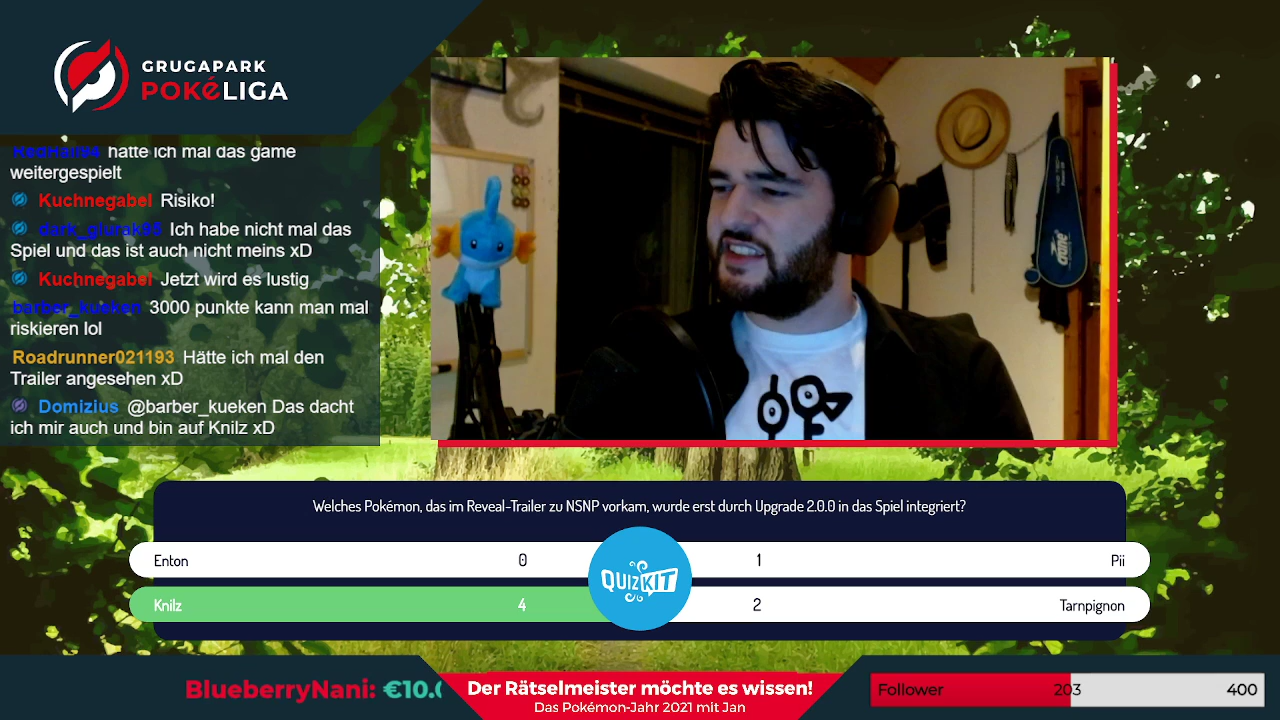 GRUGAPARK
POKéLIGA
RedHair94 hätte ich mal das game
weitergespielt
Kuchnegabel Risiko!
dark_glurak95 Ich habe nicht mal das
Spiel und das ist auch nicht meins xD
Kuchnegabel Jetzt wird es lustig
barber_kueken 3000 punkte kann man mal
riskieren lol
Roadrunner021193 Hätte ich mal den
Trailer angesehen xD
Domizius @barber_kueken Das dacht
ich mir auch und bin auf Knilz xD
Welches Pokémon, das im Reveal-Trailer zu NSNP vorkam, wurde erst durch Upgrade 2.0.0 in das Spiel integriert?
Enton 0 1 Pii
QUIZKIT
Knilz 4 2 Tarnpignon
BlueberryNani: €10.0
Der Rätselmeister möchte es wissen!
Das Pokémon-Jahr 2021 mit Jan
Follower 203 400